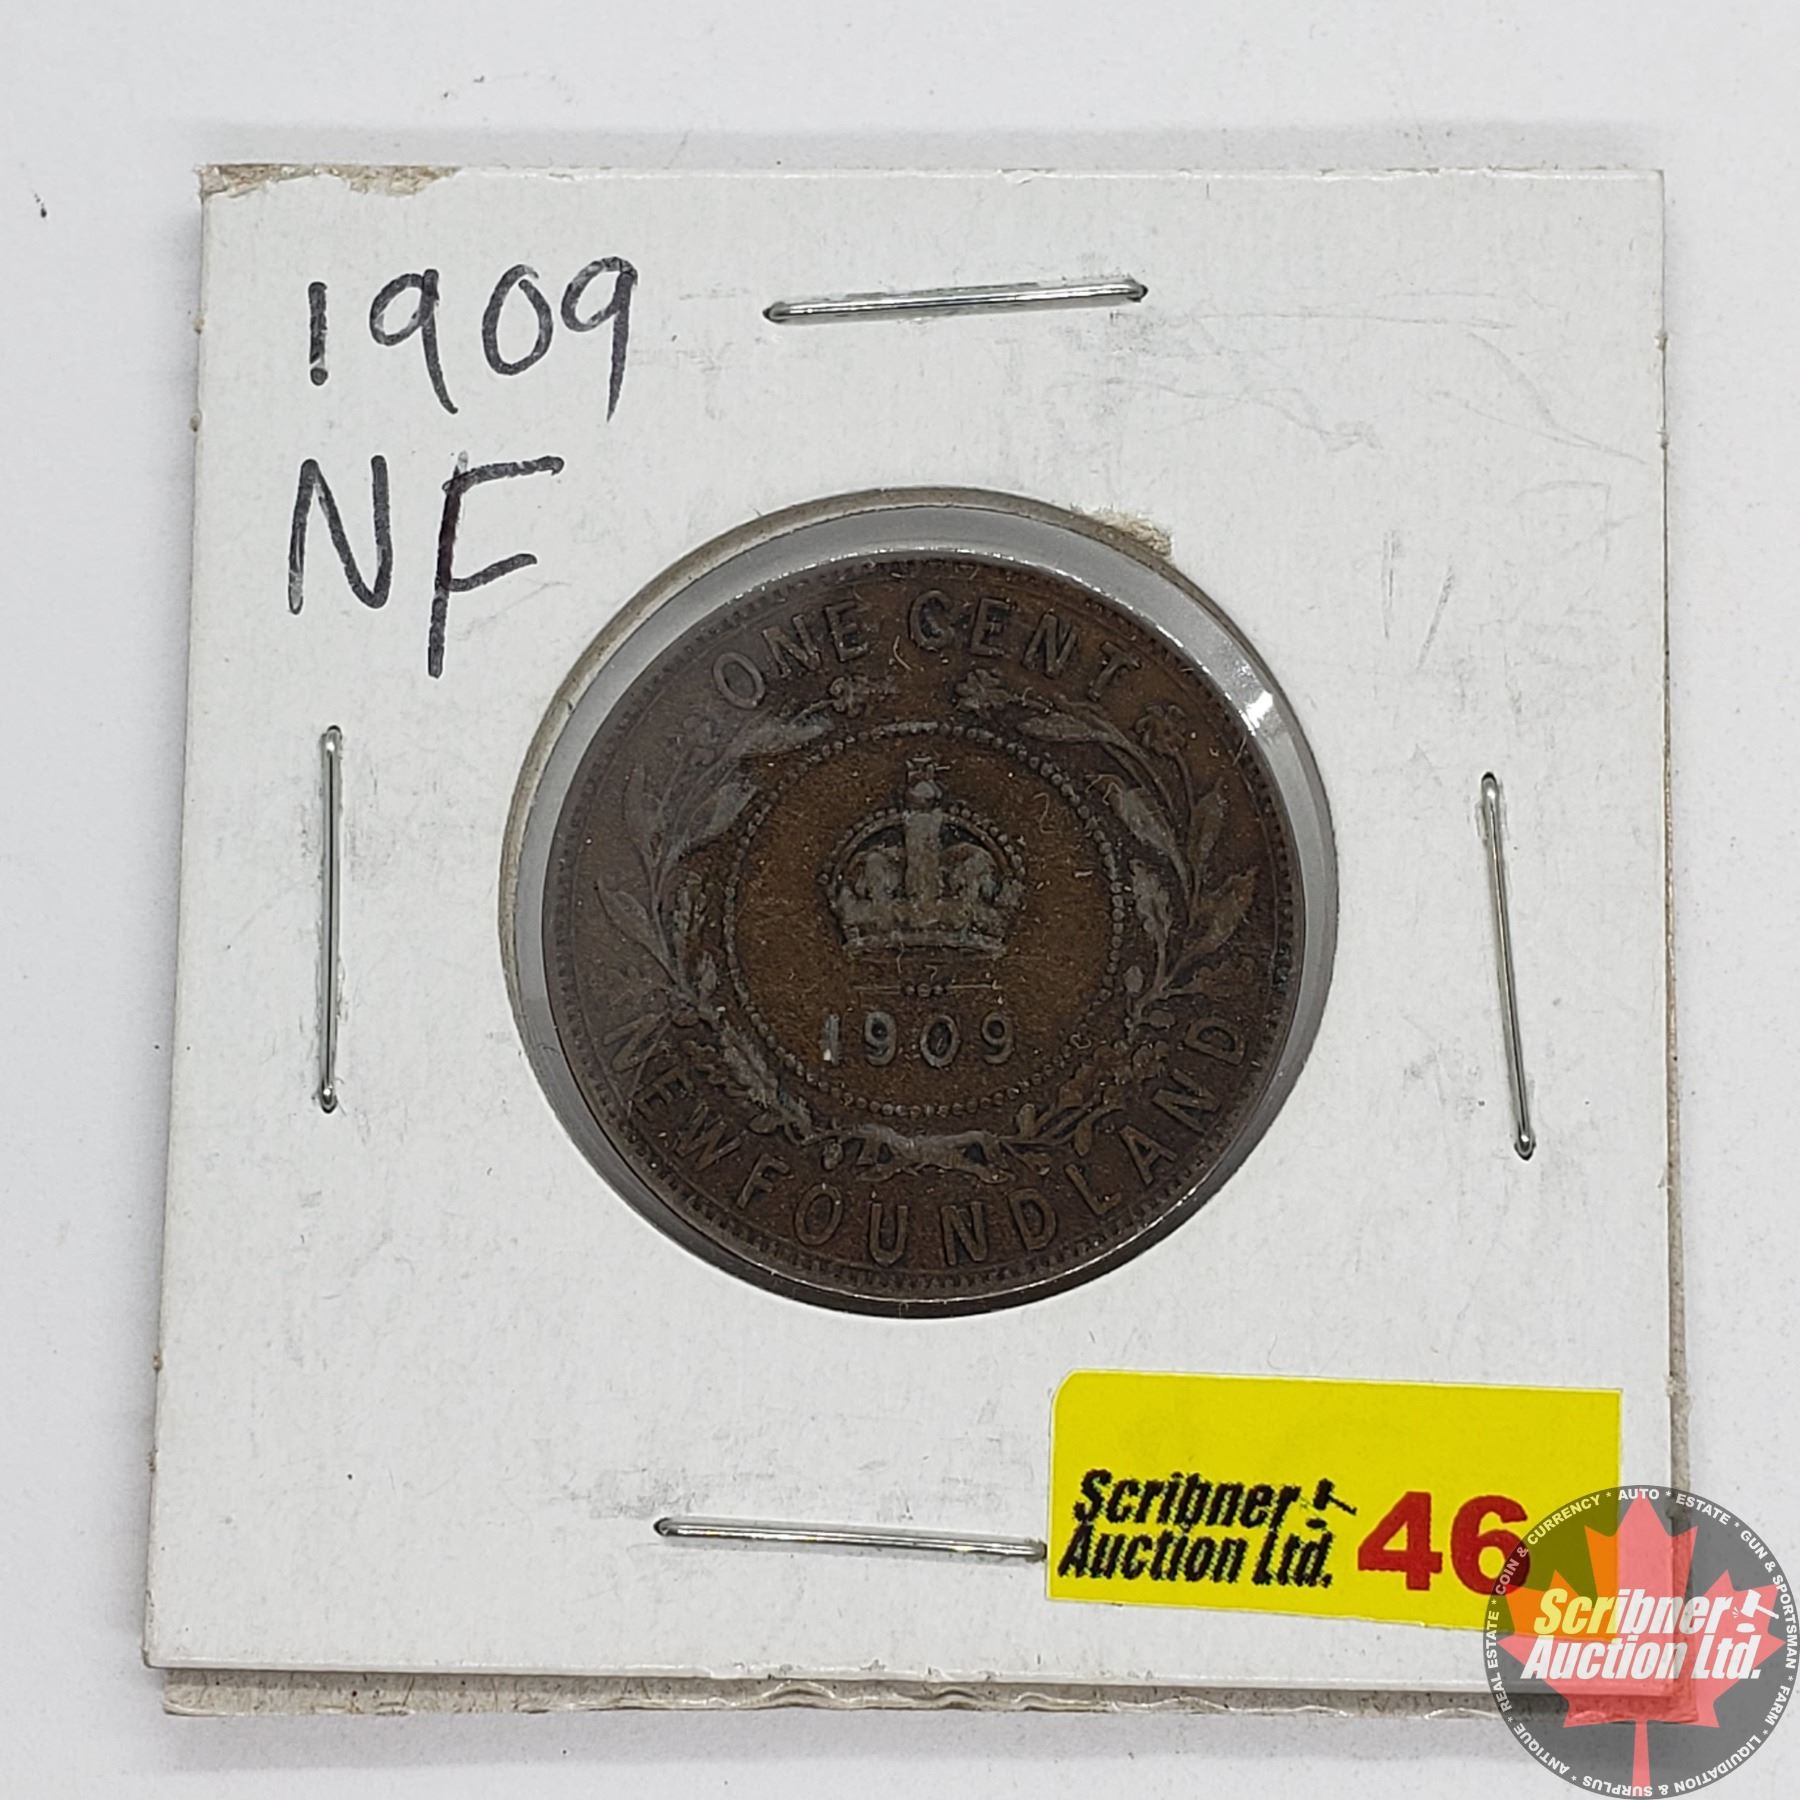 1909
NF
ONE CENT
1909
NEWFOUNDLAND
Scribner
Auction Ltd. 46
COIN & CURRENCY * AUTO * ESTATE * GUN & SPORTSMAN * FARM * LIQUIDATION & SURPLUS * ANTIQUE * REAL ESTATE *
Scribner
Auction Ltd.